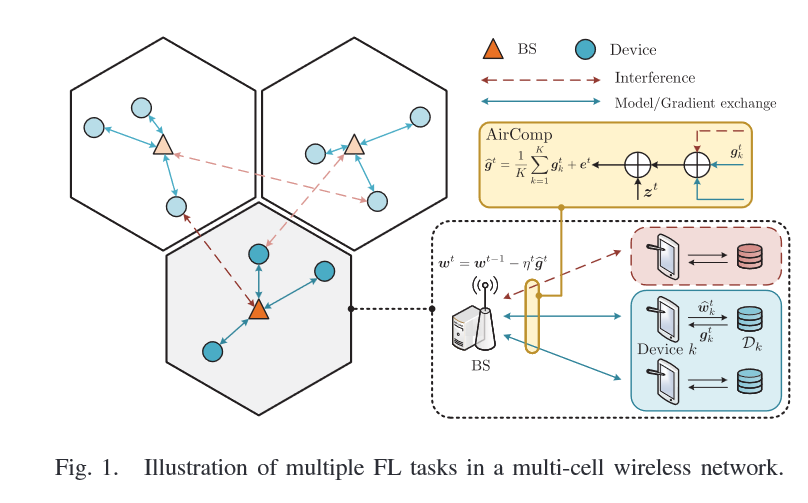 BS
Device
Interference
Model/Gradient exchange
AirComp
$\widehat{\boldsymbol{g}}^t = \frac{1}{K} \sum_{k=1}^{K} \boldsymbol{g}_k^t + \boldsymbol{e}^t$
$\boldsymbol{g}_k^t$
$\boldsymbol{z}^t$
$\boldsymbol{w}^t = \boldsymbol{w}^{t-1} - \eta^t \widehat{\boldsymbol{g}}^t$
$\widehat{\boldsymbol{w}}_k^t$
$\boldsymbol{g}_k^t$
Device k
$\mathcal{D}_k$
BS
Fig. 1. Illustration of multiple FL tasks in a multi-cell wireless network.